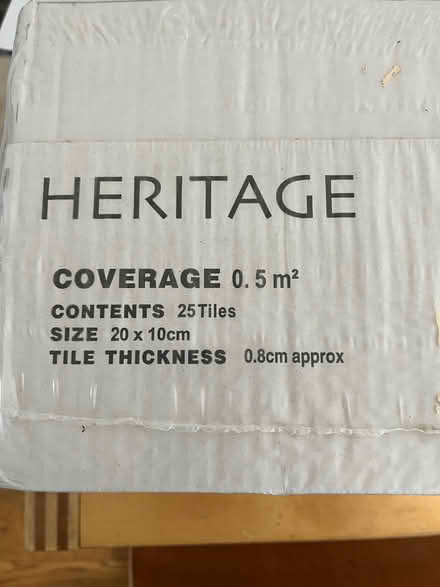 HERITAGE
COVERAGE 0.5 m²
CONTENTS 25Tiles
SIZE 20 x 10cm
TILE THICKNESS 0.8cm approx